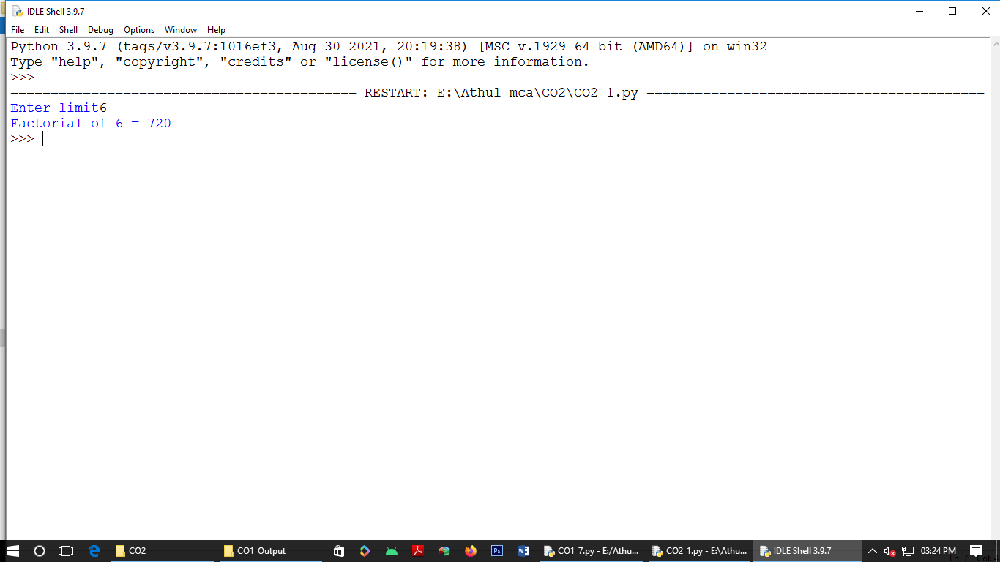 IDLE Shell 3.9.7
File Edit Shell Debug Options Window Help
Python 3.9.7 (tags/v3.9.7:1016ef3, Aug 30 2021, 20:19:38) [MSC v.1929 64 bit (AMD64)] on win32
Type "help", "copyright", "credits" or "license()" for more information.
>>>
=========================================== RESTART: E:\Athul mca\CO2\CO2_1.py ==========================================
Enter limit6
Factorial of 6 = 720
>>>
CO2 CO1_Output Ps W CO1_7.py - E:/Athu... CO2_1.py - E:\Athu... IDLE Shell 3.9.7 03:24 PM